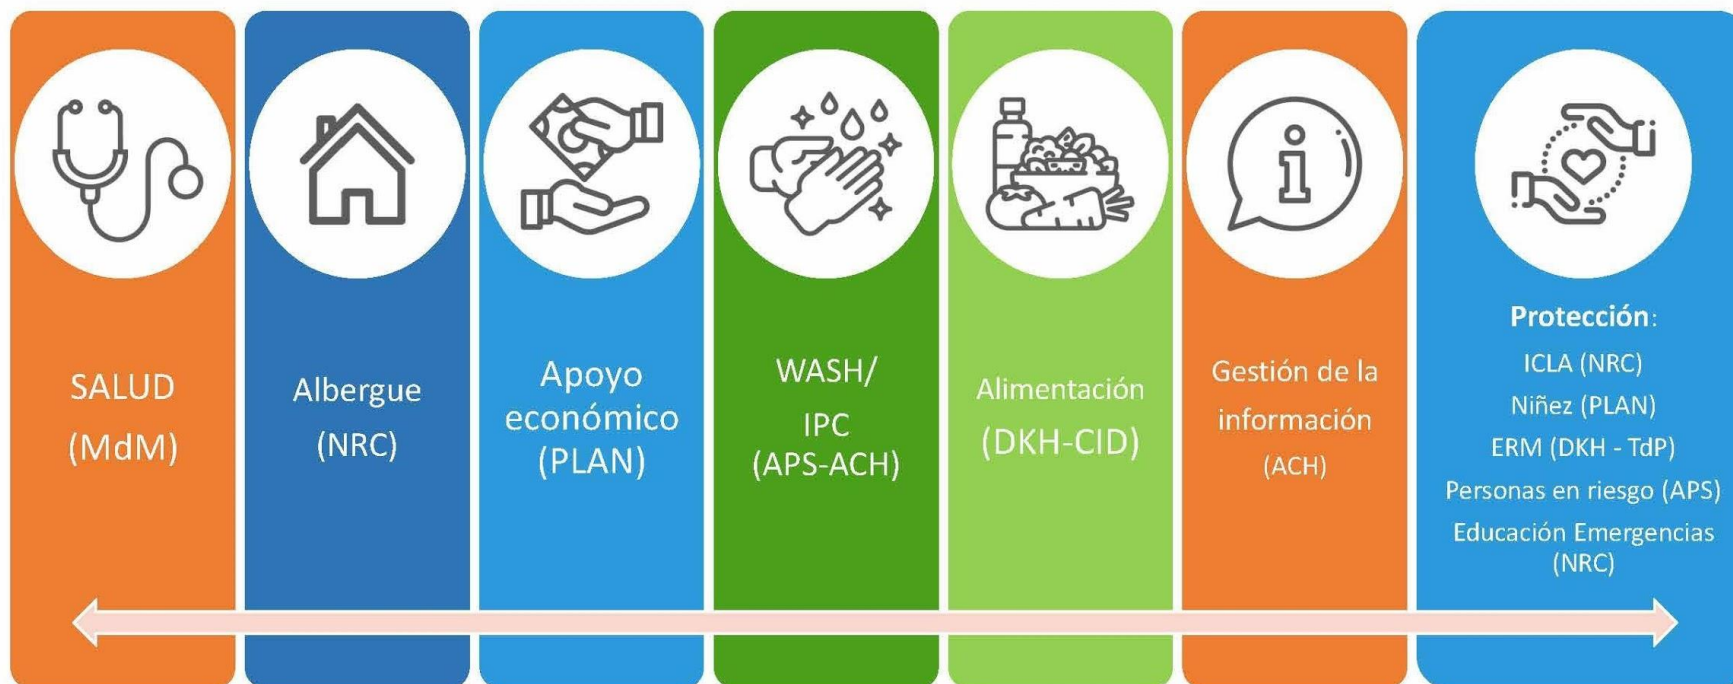 SALUD
(MdM)
Albergue
(NRC)
Apoyo
económico
(PLAN)
WASH/
IPC
(APS-ACH)
Alimentación
(DKH-CID)
Gestión de la
información
(ACH)
Protección:
ICLA (NRC)
Niñez (PLAN)
ERM (DKH - TdP)
Personas en riesgo (APS)
Educación Emergencias
(NRC)